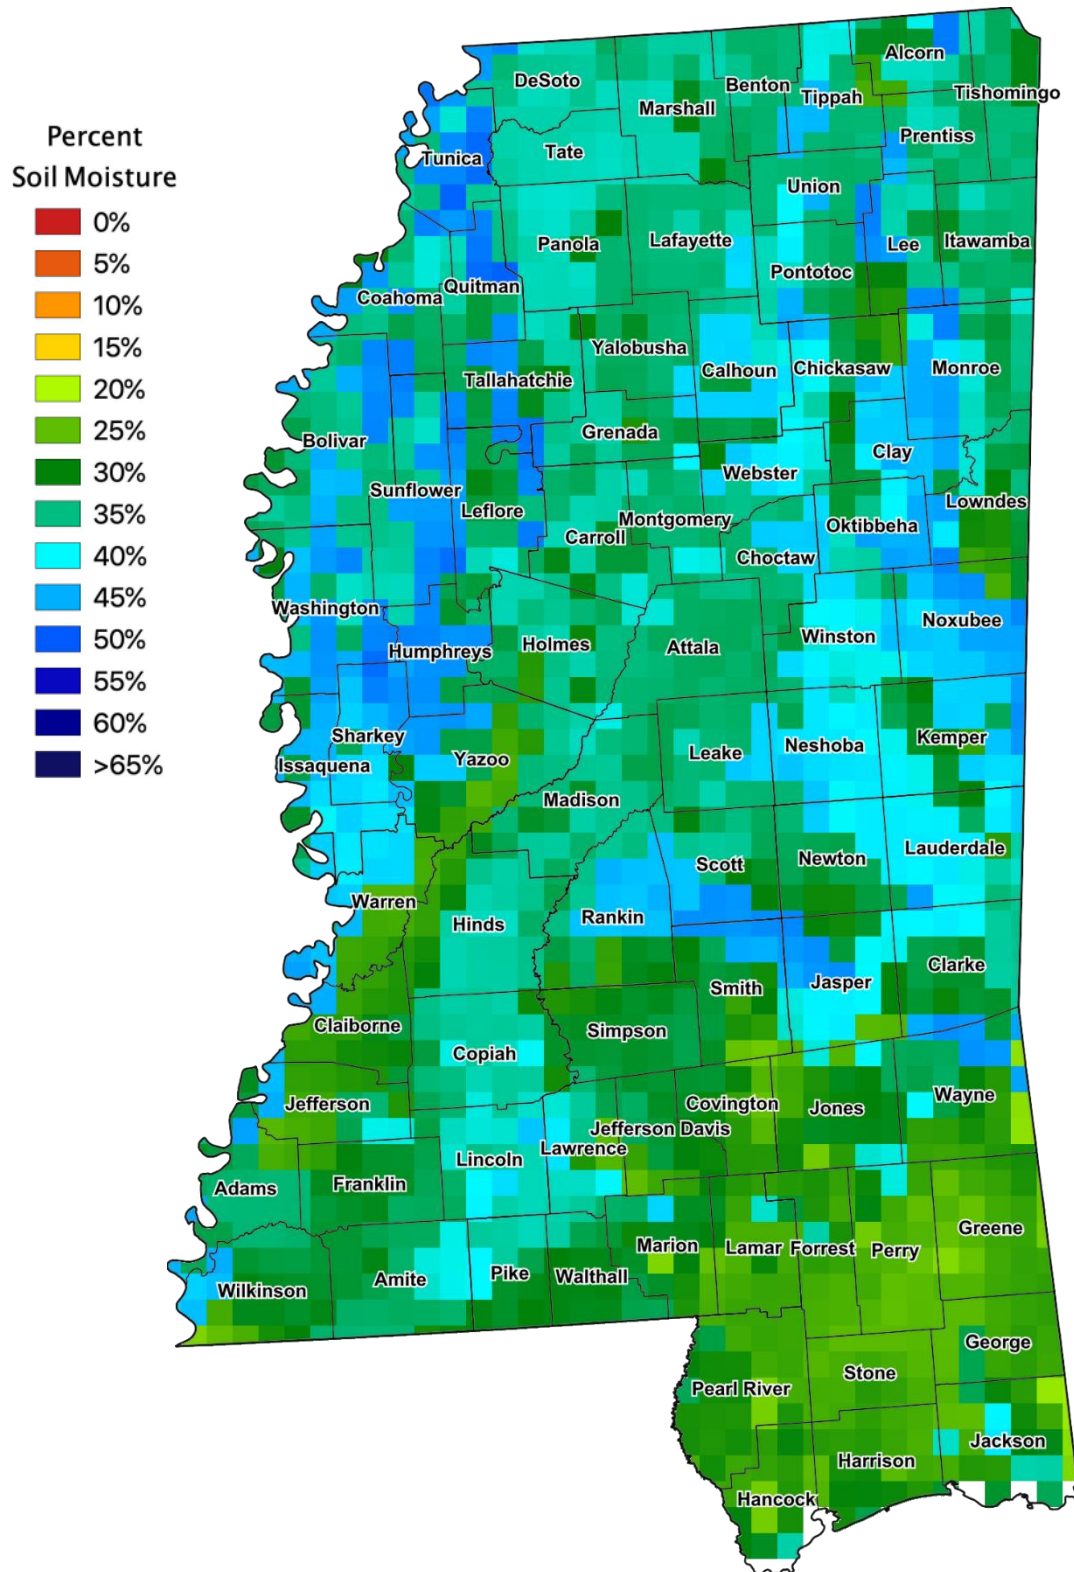 Percent
Soil Moisture
0%
5%
10%
15%
20%
25%
30%
35%
40%
45%
50%
55%
60%
>65%
Alcorn
DeSoto
Benton
Tippah
Tishomingo
Marshall
Prentiss
Tunica
Tate
Union
Panola
Lafayette
Lee
Itawamba
Pontotoc
Quitman
Coahoma
Yalobusha
Calhoun
Chickasaw
Monroe
Tallahatchie
Bolivar
Grenada
Clay
Webster
Sunflower
Leflore
Montgomery
Lowndes
Carroll
Oktibbeha
Choctaw
Washington
Noxubee
Winston
Humphreys
Holmes
Attala
Sharkey
Kemper
Neshoba
Leake
Yazoo
Issaquena
Madison
Lauderdale
Newton
Scott
Warren
Rankin
Hinds
Clarke
Jasper
Smith
Claiborne
Simpson
Copiah
Wayne
Jefferson
Covington
Jones
Jefferson Davis
Lawrence
Lincoln
Franklin
Adams
Greene
Marion
Lamar
Forrest
Perry
Pike
Walthall
Amite
Wilkinson
George
Stone
Pearl River
Jackson
Harrison
Hancock